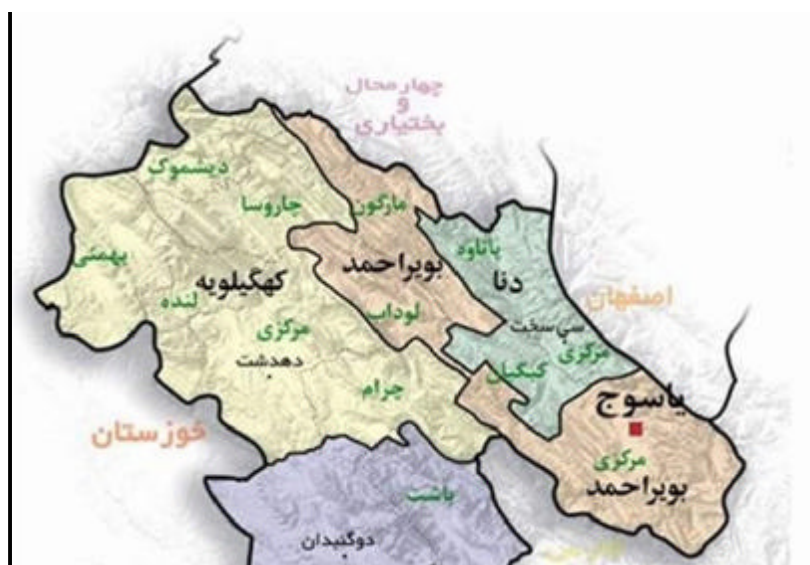 چهارمحال
و
بختیاری
دیشموک
چاروسا
مارگون
بهمئی
پاتاوه
دنا
بویراحمد
کهگیلویه
لنده
لوداب
اصفهان
سي سخت
مرکزی
مرکزی
دهدشت
کبگیان
چرام
یاسوج
خوزستان
مرکزی
بویراحمد
باشت
دوگنبدان